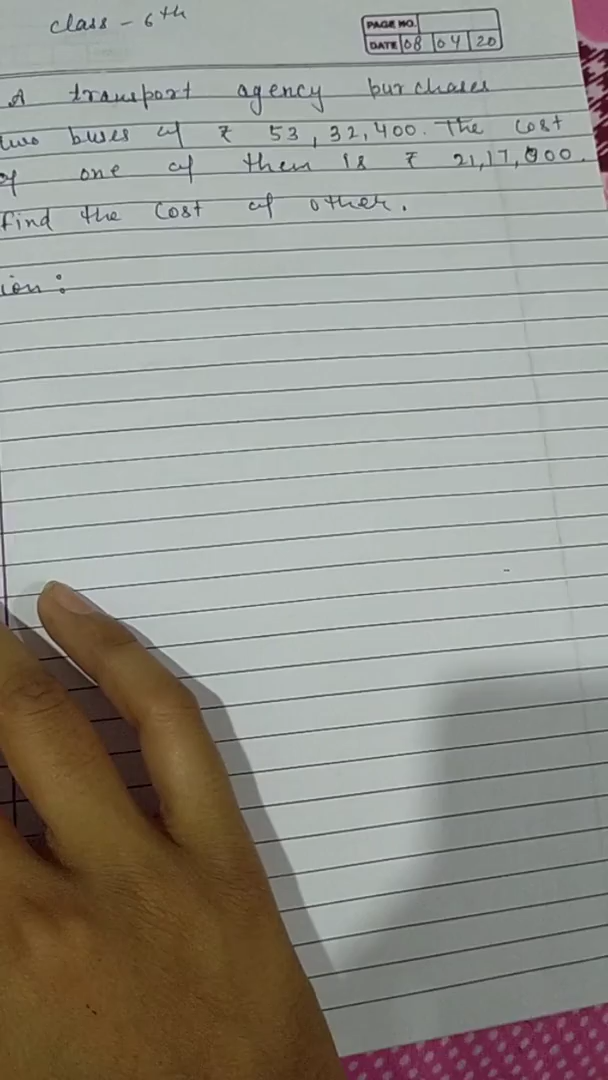 class - 6th
PAGE NO.
DATE 08 04 20
A transport agency purchases
two buses of ₹ 53,32,400. The cost
of one of them is ₹ 21,17,000.
find the cost of other.
ion: